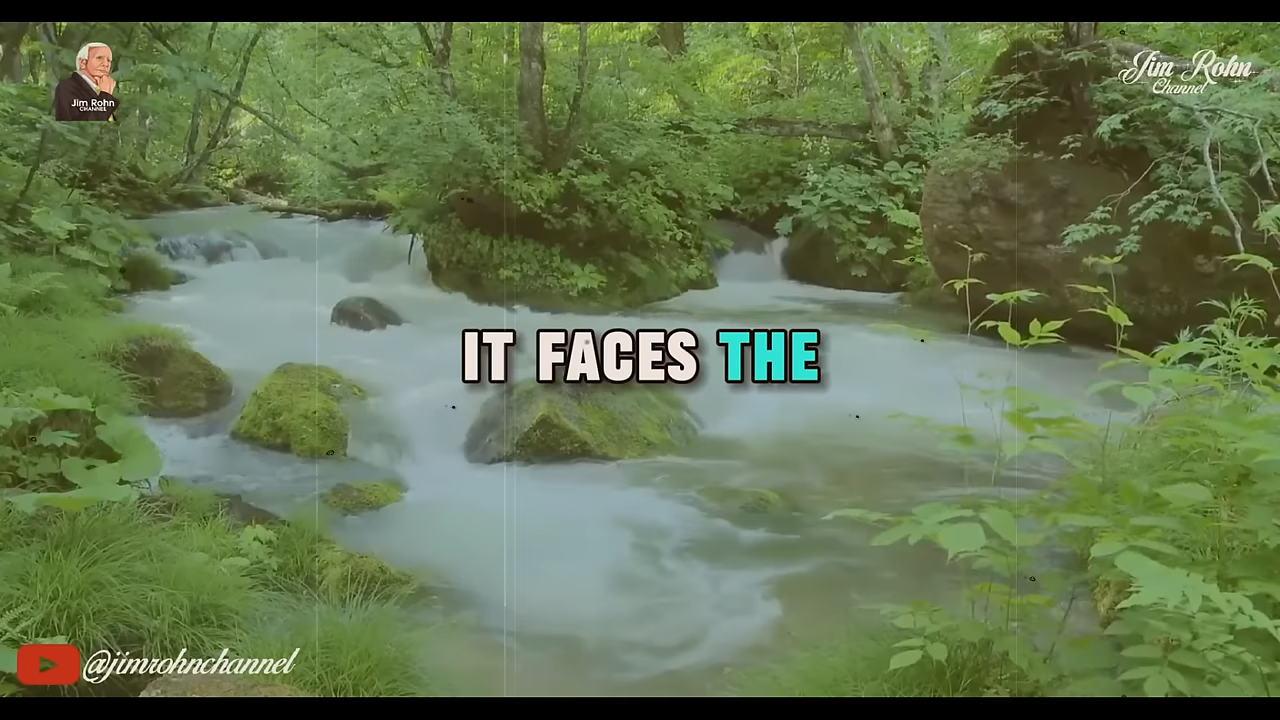 Jim Rohn
CHANNEL
Jim Rohn
Channel
IT FACES THE
@jimrohnchannel